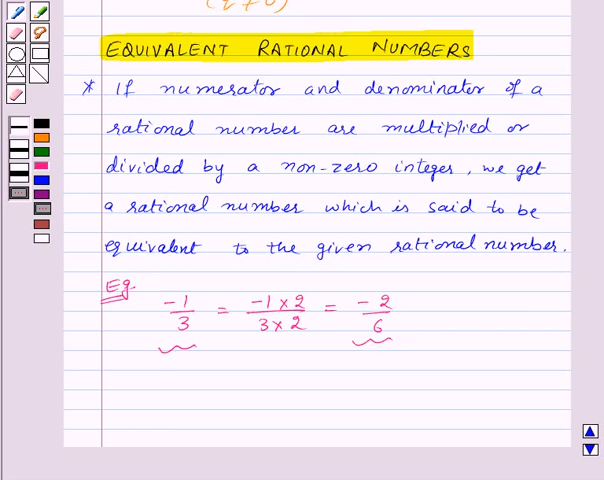 (q ≠ 0)
EQUIVALENT RATIONAL NUMBERS
* If numerator and denominator of a
rational number are multiplied or
divided by a non-zero integer, we get
a rational number which is said to be
equivalent to the given rational number.
Eg.
-1/3 = -1 × 2/3 × 2 = -2/6